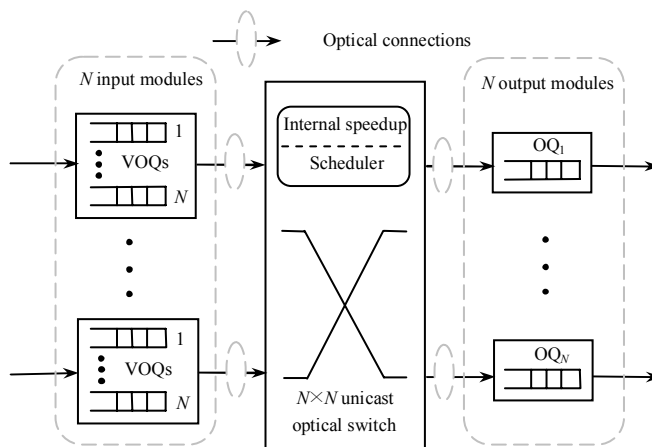 Optical connections
N input modules
N output modules
1
VOQs
N
Internal speedup
Scheduler
OQ1
1
VOQs
N
N×N unicast
optical switch
OQN